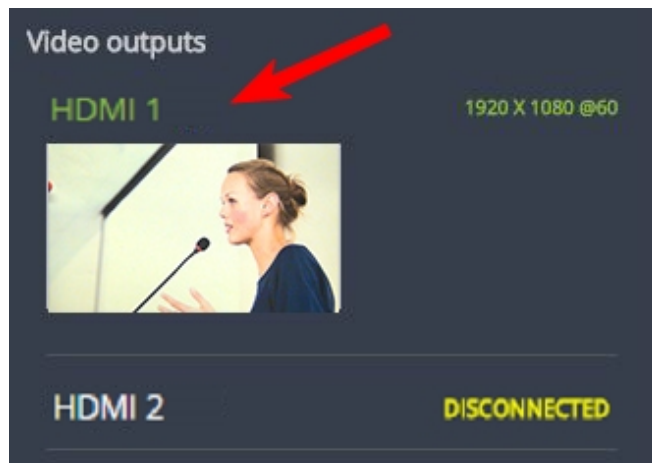 Video outputs
HDMI 1
1920 X 1080 @60
HDMI 2
DISCONNECTED